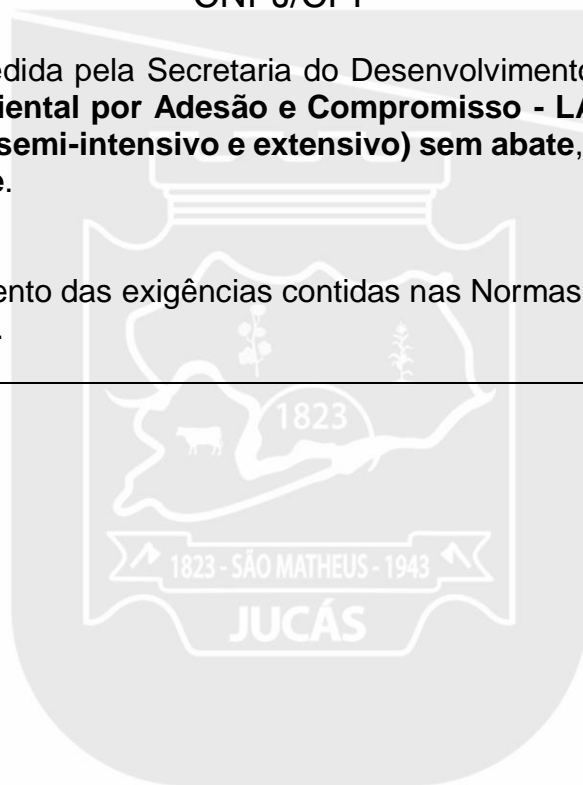 CNPJ/CPF
edida pela Secretaria do Desenvolvimento
iental por Adesão e Compromisso - LA
semi-intensivo e extensivo) sem abate,
e.
ento das exigências contidas nas Normas
.
1823
1823 - SÃO MATHEUS - 1943
JUCÁS